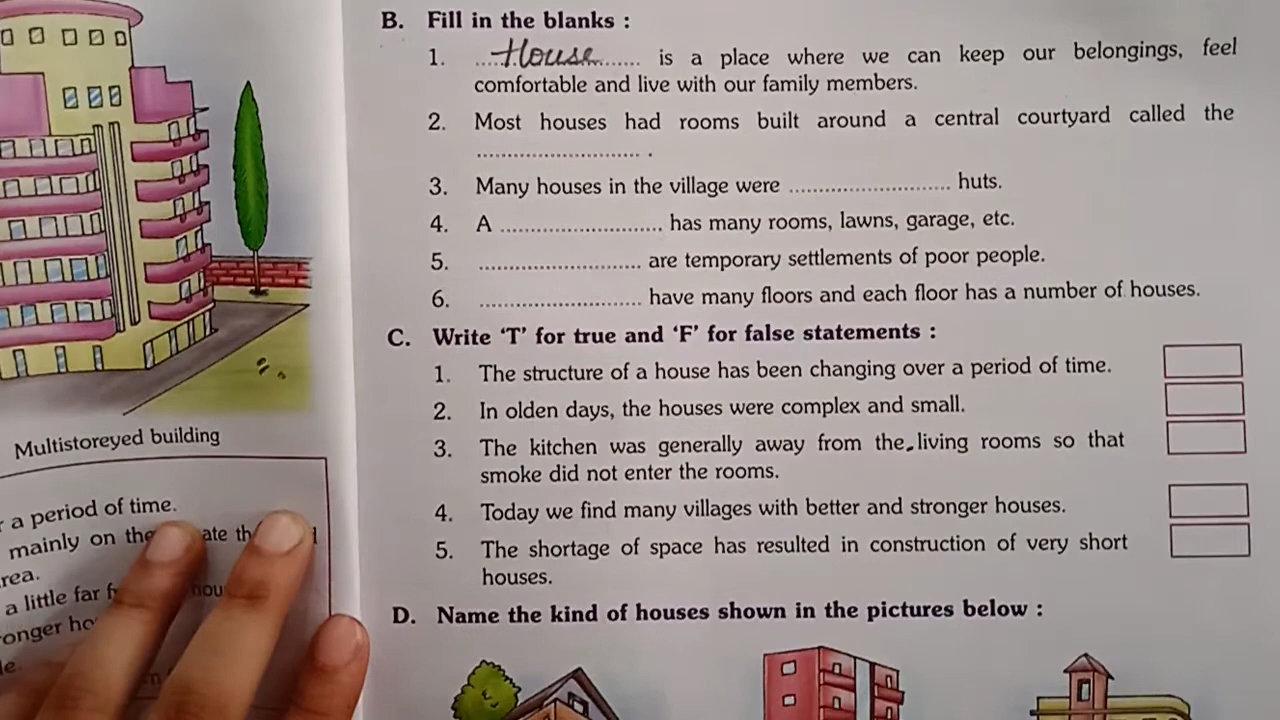 B. Fill in the blanks :
1. ....House.......... is a place where we can keep our belongings, feel
comfortable and live with our family members.
2. Most houses had rooms built around a central courtyard called the
............................ .
3. Many houses in the village were ............................ huts.
4. A ............................ has many rooms, lawns, garage, etc.
5. ............................ are temporary settlements of poor people.
6. ............................ have many floors and each floor has a number of houses.
C. Write ‘T’ for true and ‘F’ for false statements :
1. The structure of a house has been changing over a period of time.
2. In olden days, the houses were complex and small.
3. The kitchen was generally away from the living rooms so that
smoke did not enter the rooms.
4. Today we find many villages with better and stronger houses.
5. The shortage of space has resulted in construction of very short
houses.
D. Name the kind of houses shown in the pictures below :
Multistoreyed building
a period of time.
mainly on
a little far